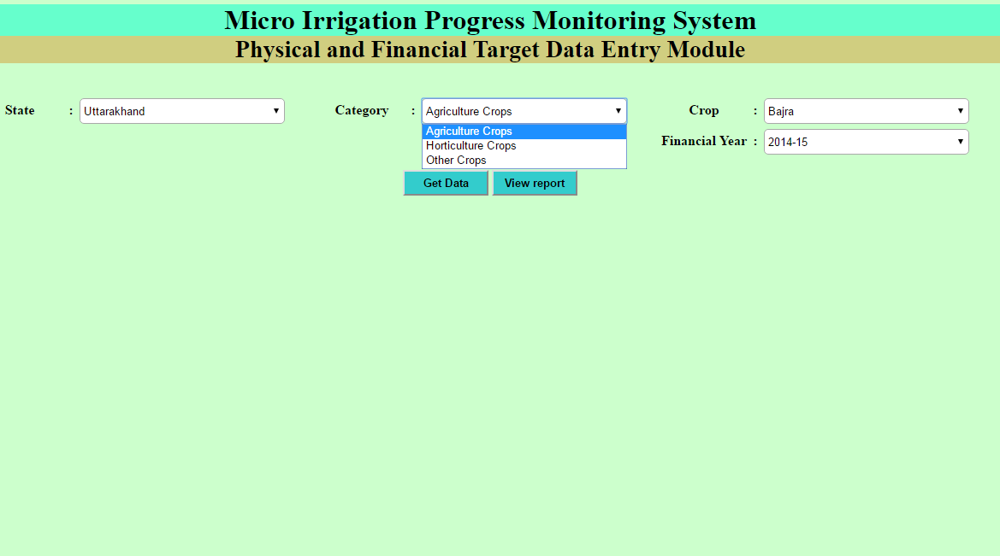 Micro Irrigation Progress Monitoring System
Physical and Financial Target Data Entry Module
State : Uttarakhand Category : Agriculture Crops Crop : Bajra
Agriculture Crops
Financial Year : 2014-15
Horticulture Crops
Other Crops
Get Data View report